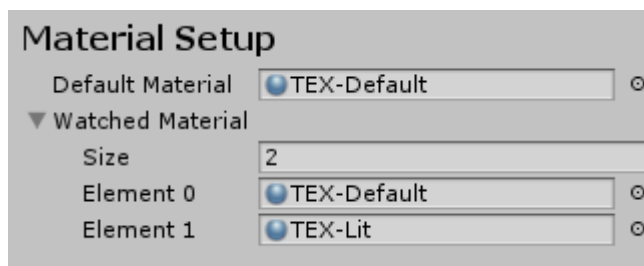 Material Setup
Default Material TEX-Default
Watched Material
Size 2
Element 0 TEX-Default
Element 1 TEX-Lit